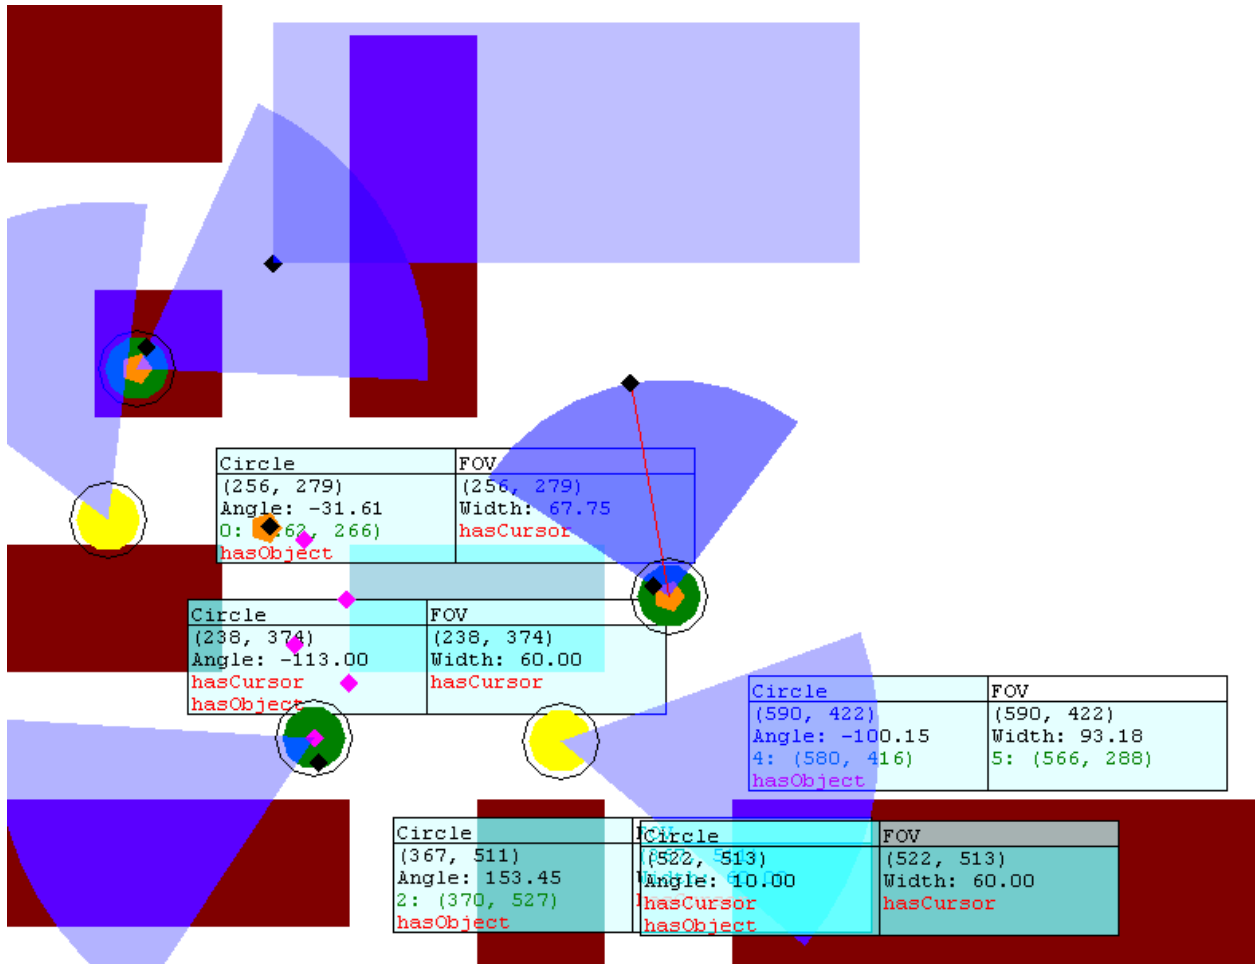 Circle FOV
(256, 279) (256, 279)
Angle: -31.61 Width: 67.75
0: 62, 266) hasCursor
hasObject
Circle FOV
(238, 374) (238, 374)
Angle: -113.00 Width: 60.00
hasCursor hasCursor
hasObject
Circle FOV
(590, 422) (590, 422)
Angle: -100.15 Width: 93.18
4: (580, 416) 5: (566, 288)
hasObject
Circle
(367, 511)
Angle: 153.45
2: (370, 527)
hasObject
Circle FOV
(522, 513) (522, 513)
Angle: 10.00 Width: 60.00
hasCursor hasCursor
hasObject